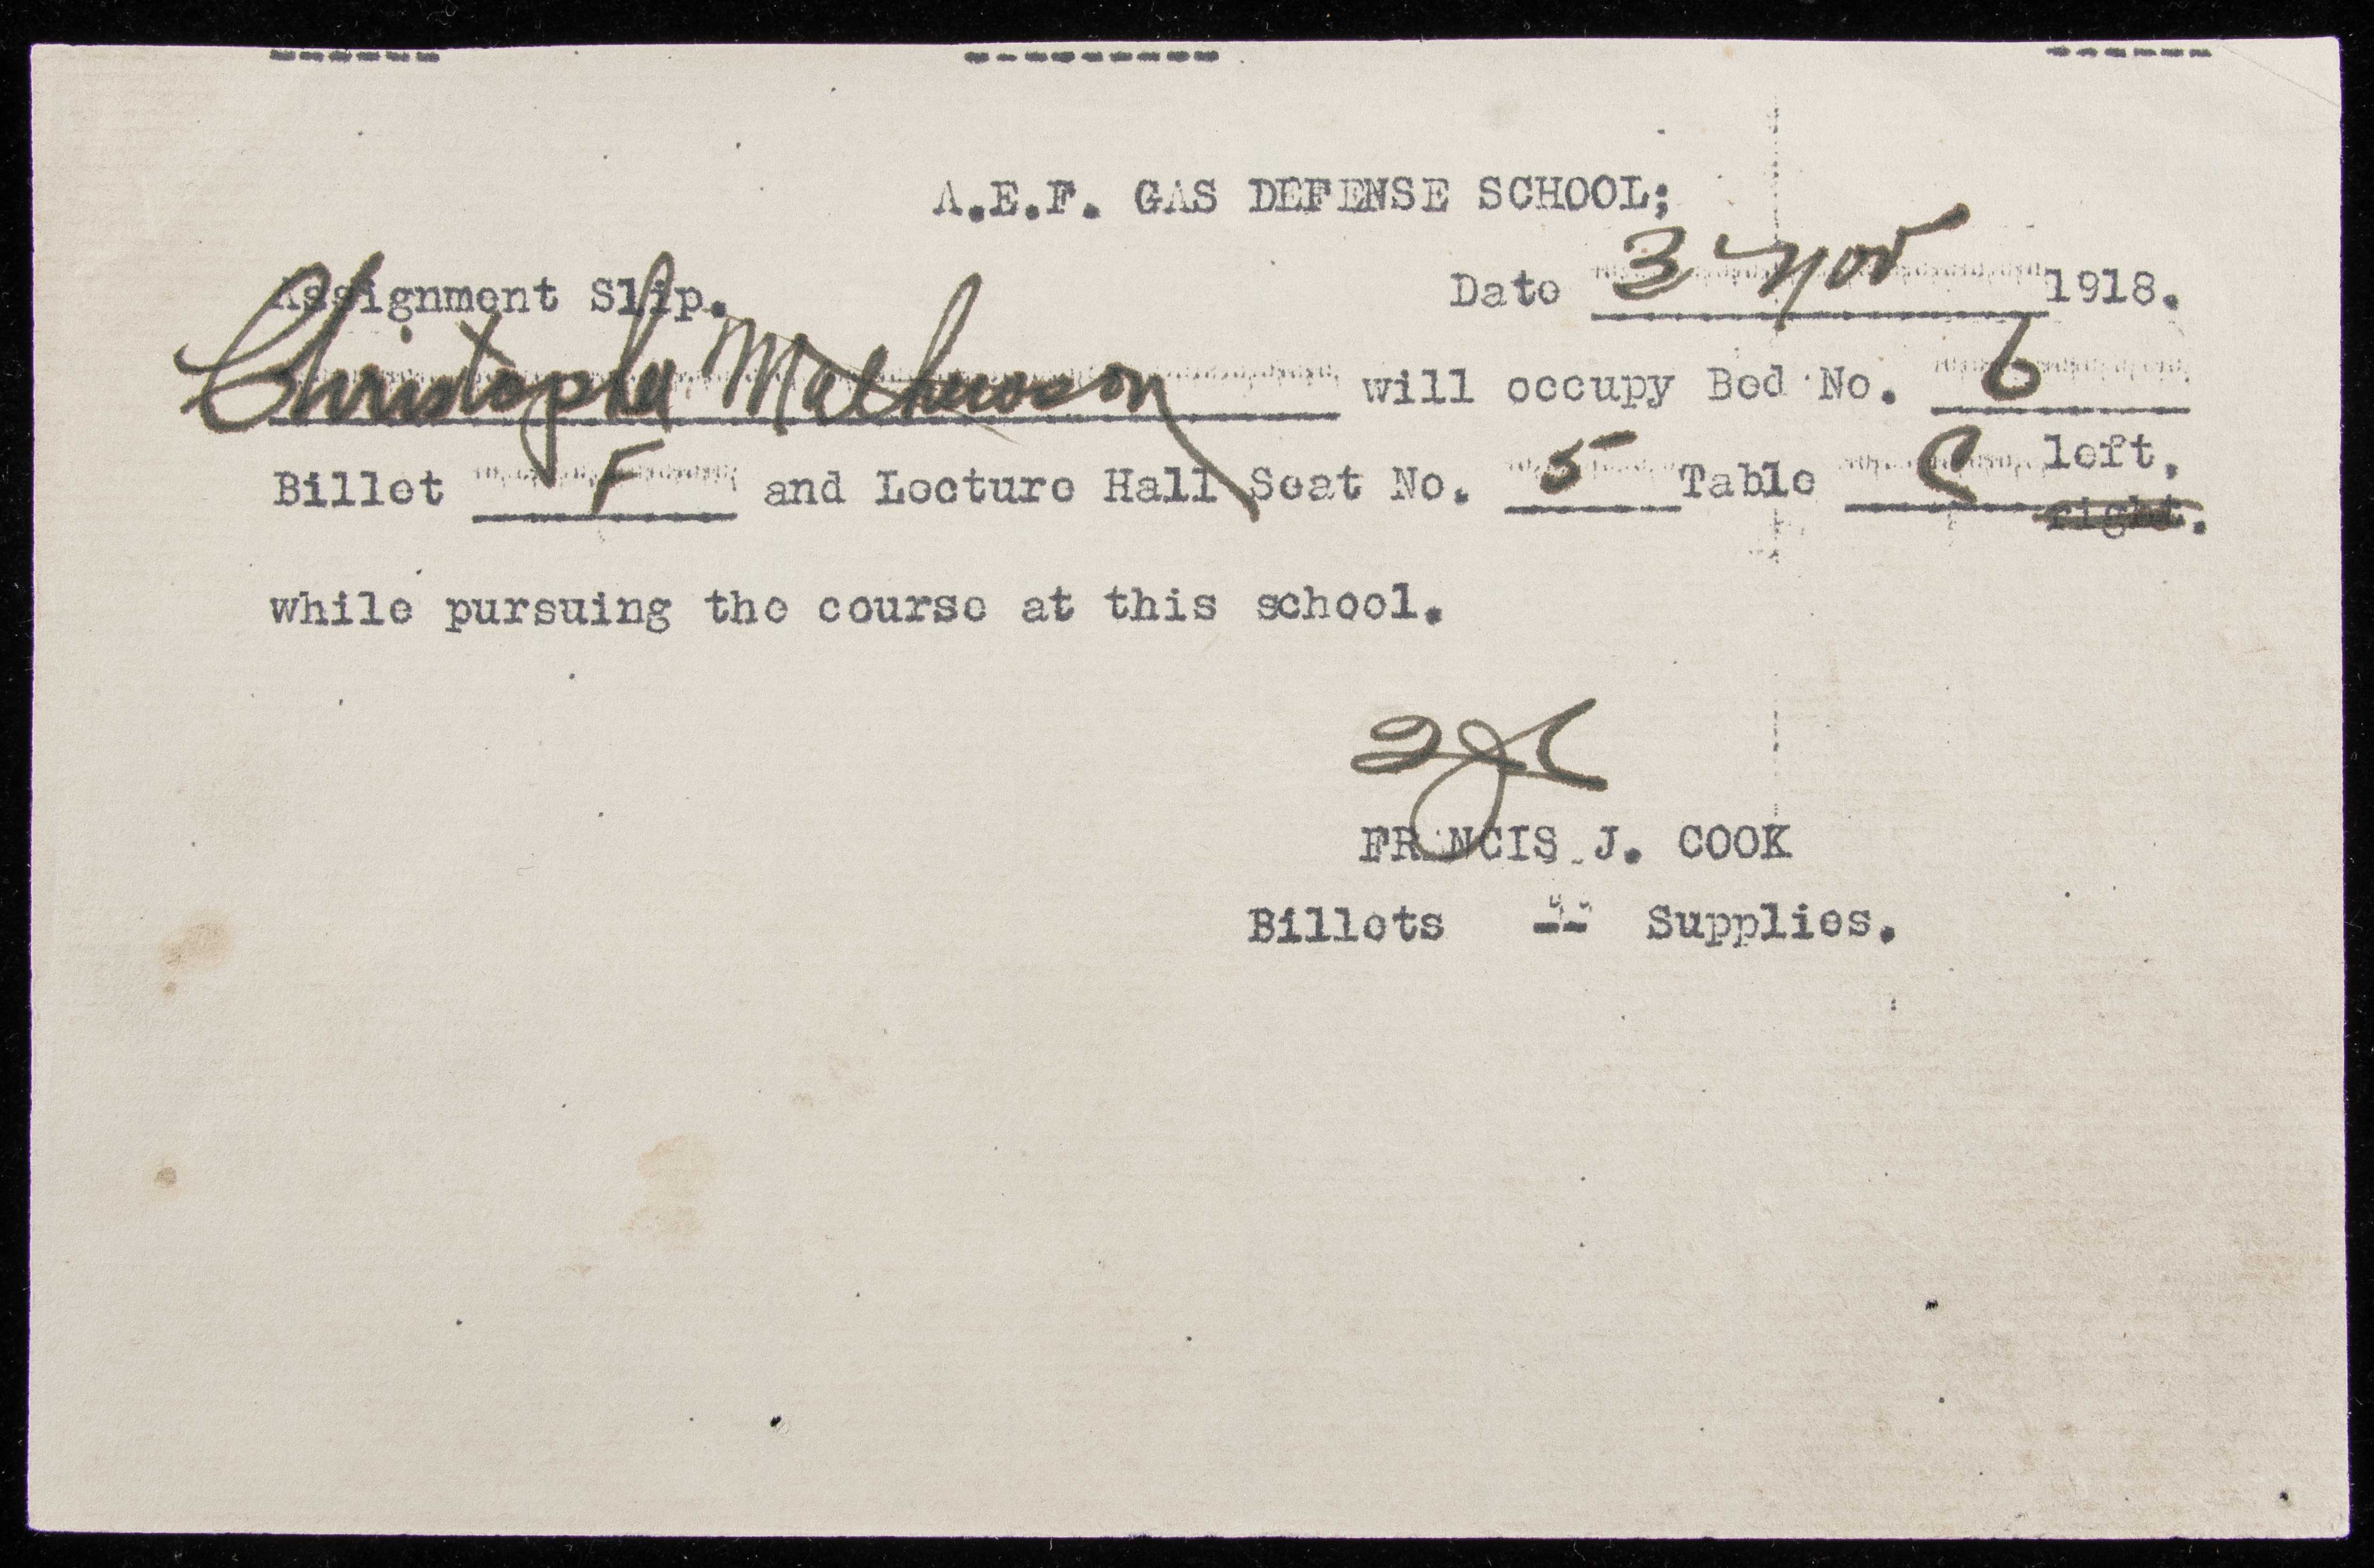 A.E.F. GAS DEFENSE SCHOOL;
Assignment Slip. Date 3 Nov 1918.
Christopher Mathewson will occupy Bed No. 6
Billet F and Lecture Hall Seat No. 5 Table C left,
right.
while pursuing the course at this school.
FRANCIS J. COOK
Billets Supplies.